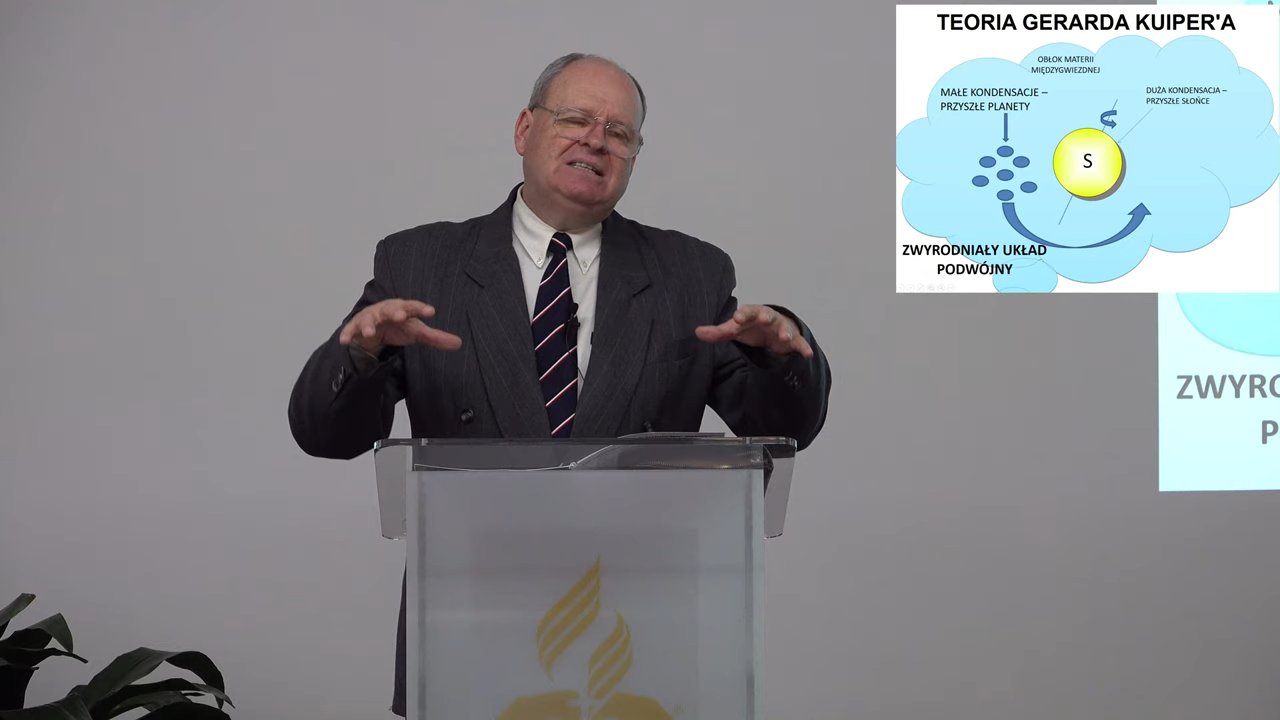 TEORIA GERARDA KUIPER'A
OBŁOK MATERII
MIĘDZYGWIEZDNEJ
MAŁE KONDENSACJE –
PRZYSZŁE PLANETY
DUŻA KONDENSACJA –
PRZYSZŁE SŁOŃCE
S
ZWYRODNIAŁY UKŁAD
PODWÓJNY
ZWYRO
P